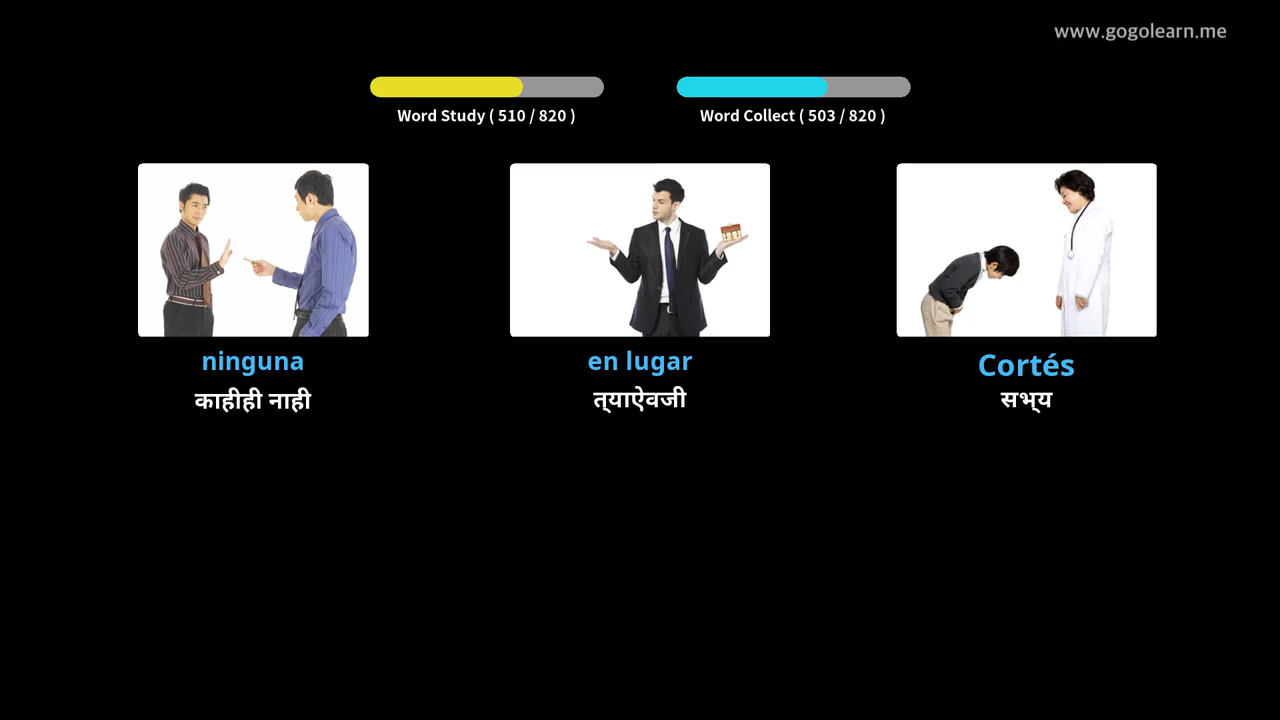 www.gogolearn.me
Word Study ( 510 / 820 )
Word Collect ( 503 / 820 )
ninguna
काहीही नाही
en lugar
त्याऐवजी
Cortés
सभ्य